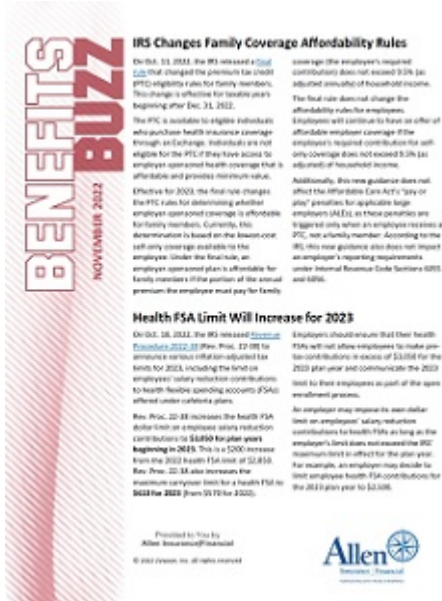 BENEFITS
BUZZ
NOVEMBER 2022
IRS Changes Family Coverage Affordability Rules
On Oct. 11, 2022, the IRS released a final
rule that changed the premium tax credit
(PTC) eligibility rules for family members.
This change is effective for taxable years
beginning after Dec. 31, 2022.
The PTC is available to eligible individuals
who purchase health insurance coverage
through an Exchange. Individuals are not
eligible for the PTC if they have access to
employer-sponsored health coverage that is
affordable and provides minimum value.
Effective for 2023, the final rule changes
the PTC rules for determining whether
employer-sponsored coverage is affordable
for family members. Currently, this
determination is based on the lowest-cost
self-only coverage available to the
employee. Under the final rule, an
employer-sponsored plan is affordable for
family members if the portion of the annual
premium the employee must pay for family
coverage (the employee's required
contribution) does not exceed 9.5% (as
adjusted annually) of household income.
The final rule does not change the
affordability rules for employees.
Employees will continue to have an offer of
affordable employer coverage if the
employee's required contribution for self-
only coverage does not exceed 9.5% (as
adjusted) of household income.
Additionally, this new guidance does not
affect the Affordable Care Act's "pay or
play" penalties for applicable large
employers (ALEs), as these penalties are
triggered only when an employee receives a
PTC, not a family member. According to the
IRS, this new guidance also does not impact
an employer's reporting requirements
under Internal Revenue Code Sections 6055
and 6056.
Health FSA Limit Will Increase for 2023
On Oct. 18, 2022, the IRS released Revenue
Procedure 2022-38 (Rev. Proc. 22-38) to
announce various inflation-adjusted tax
limits for 2023, including the limit on
employees' salary reduction contributions
to health flexible spending accounts (FSAs)
offered under cafeteria plans.
Rev. Proc. 22-38 increases the health FSA
dollar limit on employee salary reduction
contributions to $3,050 for plan years
beginning in 2023. This is a $200 increase
from the 2022 health FSA limit of $2,850.
Rev. Proc. 22-38 also increases the
maximum carryover limit for a health FSA to
$610 for 2023 (from $570 for 2022).
Employers should ensure that their health
FSAs will not allow employees to make pre-
tax contributions in excess of $3,050 for the
2023 plan year and communicate the 2023
limit to their employees as part of the open
enrollment process.
An employer may impose its own dollar
limit on employees' salary reduction
contributions to health FSAs as long as the
employer's limit does not exceed the IRS'
maximum limit in effect for the plan year.
For example, an employer may decide to
limit employee health FSA contributions for
the 2023 plan year to $2,500.
Provided to you by
Allen Insurance|Financial
© 2022 Zywave, Inc. All rights reserved
Allen
Insurance | Financial